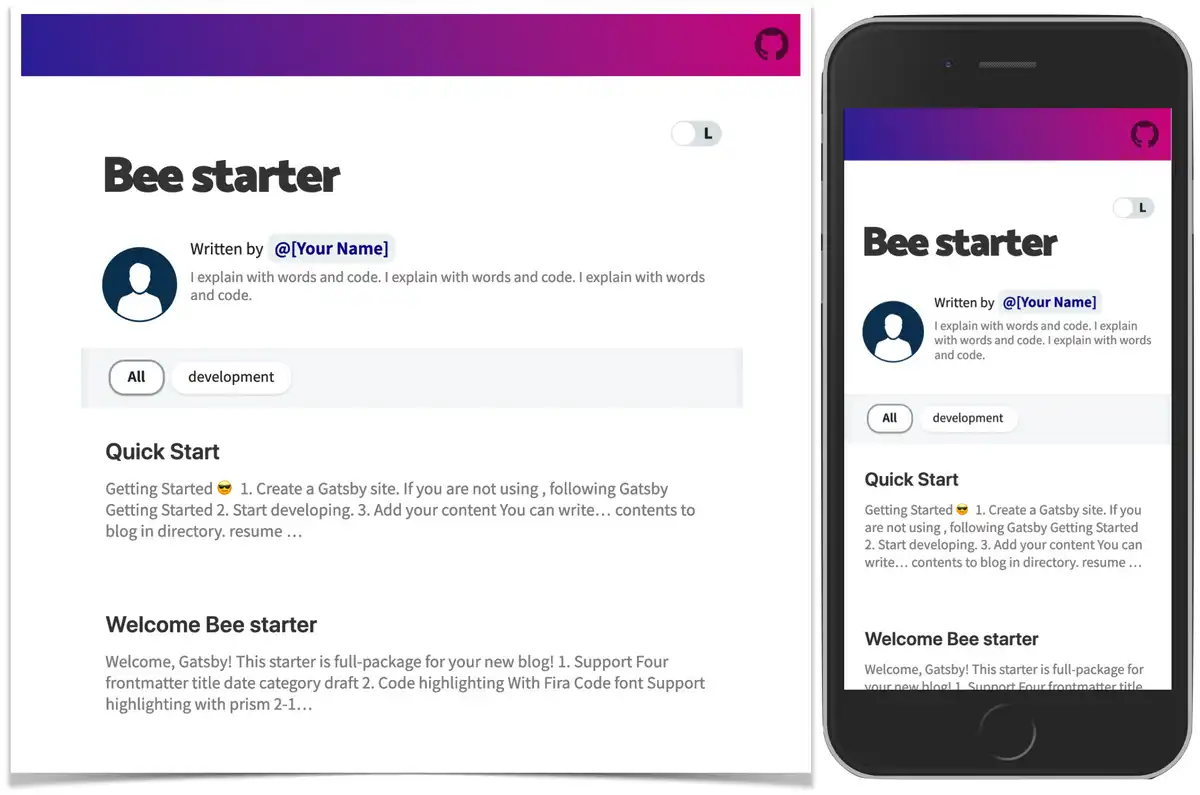 L
Bee starter
Written by @[Your Name]
I explain with words and code. I explain with words and code. I explain with words
and code.
All development
Quick Start
Getting Started 😎 1. Create a Gatsby site. If you are not using , following Gatsby
Getting Started 2. Start developing. 3. Add your content You can write… contents to
blog in directory. resume …
Welcome Bee starter
Welcome, Gatsby! This starter is full-package for your new blog! 1. Support Four
frontmatter title date category draft 2. Code highlighting With Fira Code font Support
highlighting with prism 2-1…
L
Bee starter
Written by @[Your Name]
I explain with words and code. I explain
with words and code. I explain with words
and code.
All development
Quick Start
Getting Started 😎 1. Create a Gatsby site. If you
are not using , following Gatsby Getting Started
2. Start developing. 3. Add your content You can
write… contents to blog in directory. resume …
Welcome Bee starter
Welcome, Gatsby! This starter is full-package for
your new blog! 1. Support Four frontmatter title